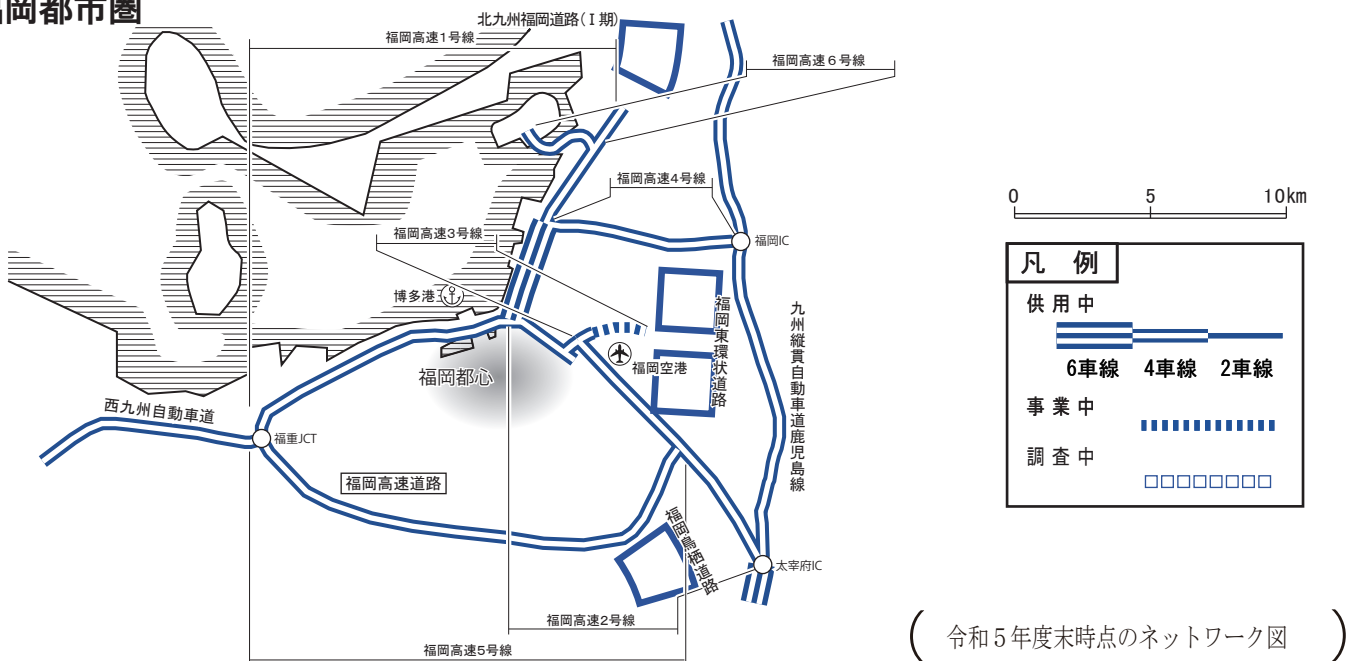 岡都市圏
北九州福岡道路(Ⅰ期)
福岡高速1号線
福岡高速6号線
福岡高速4号線
福岡高速3号線
福岡IC
博多港
福岡東環状道路
九州縦貫自動車道鹿児島線
福岡空港
福岡都心
西九州自動車道
福重JCT
福岡高速道路
福岡鳥栖道路
太宰府IC
福岡高速2号線
福岡高速5号線
0 5 10km
凡 例
供用中
6車線 4車線 2車線
事業中
調査中
( 令和5年度末時点のネットワーク図 )